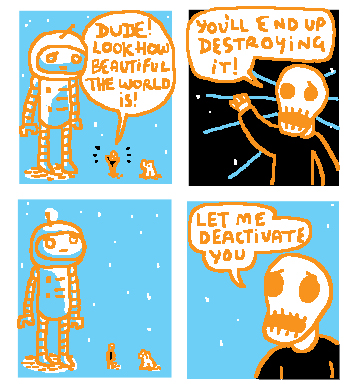 DUDE!
LOOK HOW
BEAUTIFUL
THE WORLD
IS!
YOU'LL END UP
DESTROYING
IT!
LET ME
DEACTIVATE
YOU